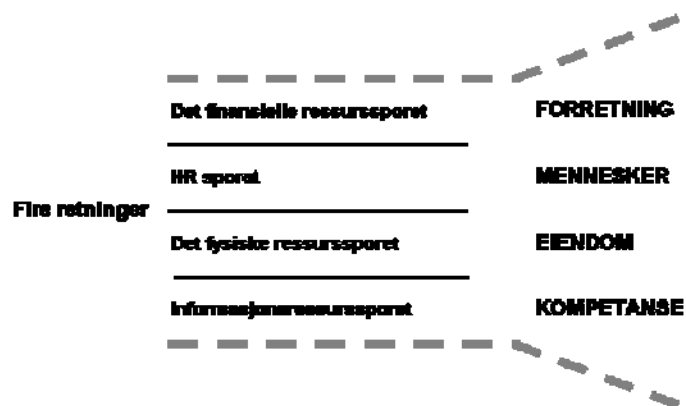 Det finansielle ressurssporet FORRETNING
HR sporet MENNESKER
Fire retninger
Det fysiske ressurssporet EIENDOM
Informasjonsressurssporet KOMPETANSE